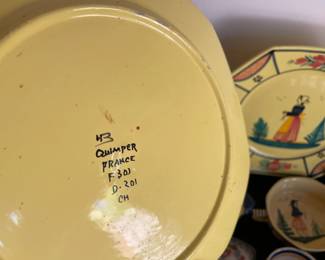 HB
QUIMPER
FRANCE
F.301
D.201
CH